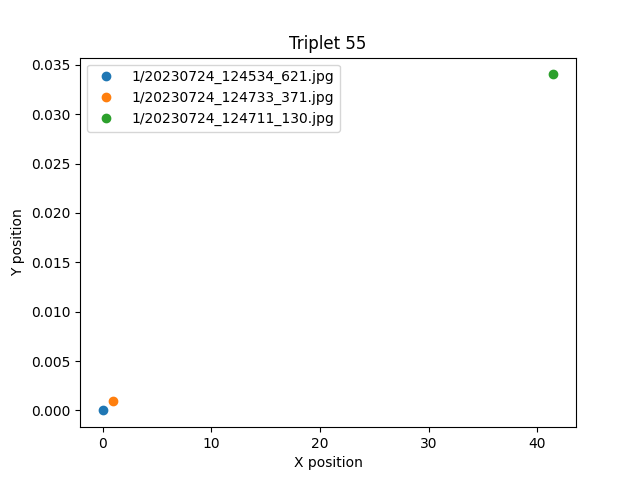 Triplet 55
1/20230724_124534_621.jpg
1/20230724_124733_371.jpg
1/20230724_124711_130.jpg
0.035
0.030
0.025
0.020
0.015
0.010
0.005
0.000
Y position
0 10 20 30 40
X position